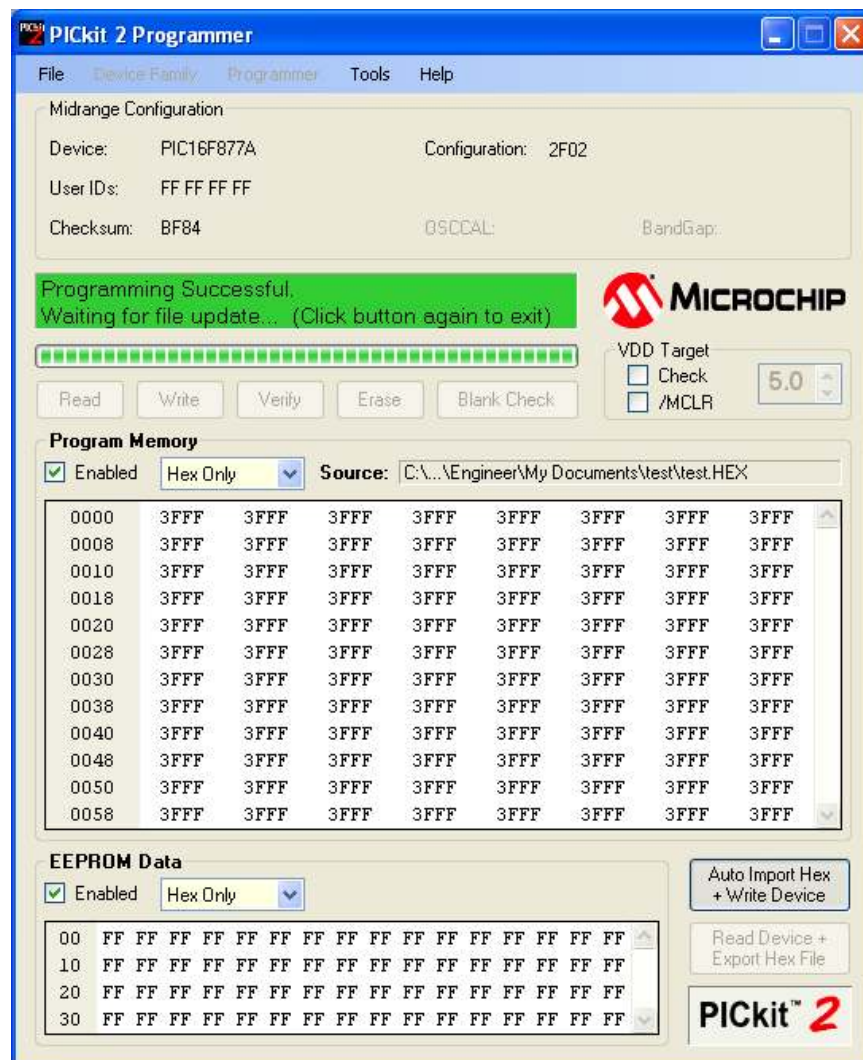 PICkit 2 Programmer
File Device Family Programmer Tools Help
Midrange Configuration
Device: PIC16F877A Configuration: 2F02
User IDs: FF FF FF FF
Checksum: BF84 OSCCAL: BandGap:
Programming Successful.
Waiting for file update... (Click button again to exit)
MICROCHIP
VDD Target
Check
/MCLR
5.0
Read Write Verify Erase Blank Check
Program Memory
Enabled Hex Only Source: C:\...\Engineer\My Documents\test\test.HEX
0000 3FFF 3FFF 3FFF 3FFF 3FFF 3FFF 3FFF 3FFF
0008 3FFF 3FFF 3FFF 3FFF 3FFF 3FFF 3FFF 3FFF
0010 3FFF 3FFF 3FFF 3FFF 3FFF 3FFF 3FFF 3FFF
0018 3FFF 3FFF 3FFF 3FFF 3FFF 3FFF 3FFF 3FFF
0020 3FFF 3FFF 3FFF 3FFF 3FFF 3FFF 3FFF 3FFF
0028 3FFF 3FFF 3FFF 3FFF 3FFF 3FFF 3FFF 3FFF
0030 3FFF 3FFF 3FFF 3FFF 3FFF 3FFF 3FFF 3FFF
0038 3FFF 3FFF 3FFF 3FFF 3FFF 3FFF 3FFF 3FFF
0040 3FFF 3FFF 3FFF 3FFF 3FFF 3FFF 3FFF 3FFF
0048 3FFF 3FFF 3FFF 3FFF 3FFF 3FFF 3FFF 3FFF
0050 3FFF 3FFF 3FFF 3FFF 3FFF 3FFF 3FFF 3FFF
0058 3FFF 3FFF 3FFF 3FFF 3FFF 3FFF 3FFF 3FFF
EEPROM Data
Enabled Hex Only
00 FF FF FF FF FF FF FF FF FF FF FF FF FF FF FF FF
10 FF FF FF FF FF FF FF FF FF FF FF FF FF FF FF FF
20 FF FF FF FF FF FF FF FF FF FF FF FF FF FF FF FF
30 FF FF FF FF FF FF FF FF FF FF FF FF FF FF FF FF
Auto Import Hex
+ Write Device
Read Device +
Export Hex File
PICkit™ 2